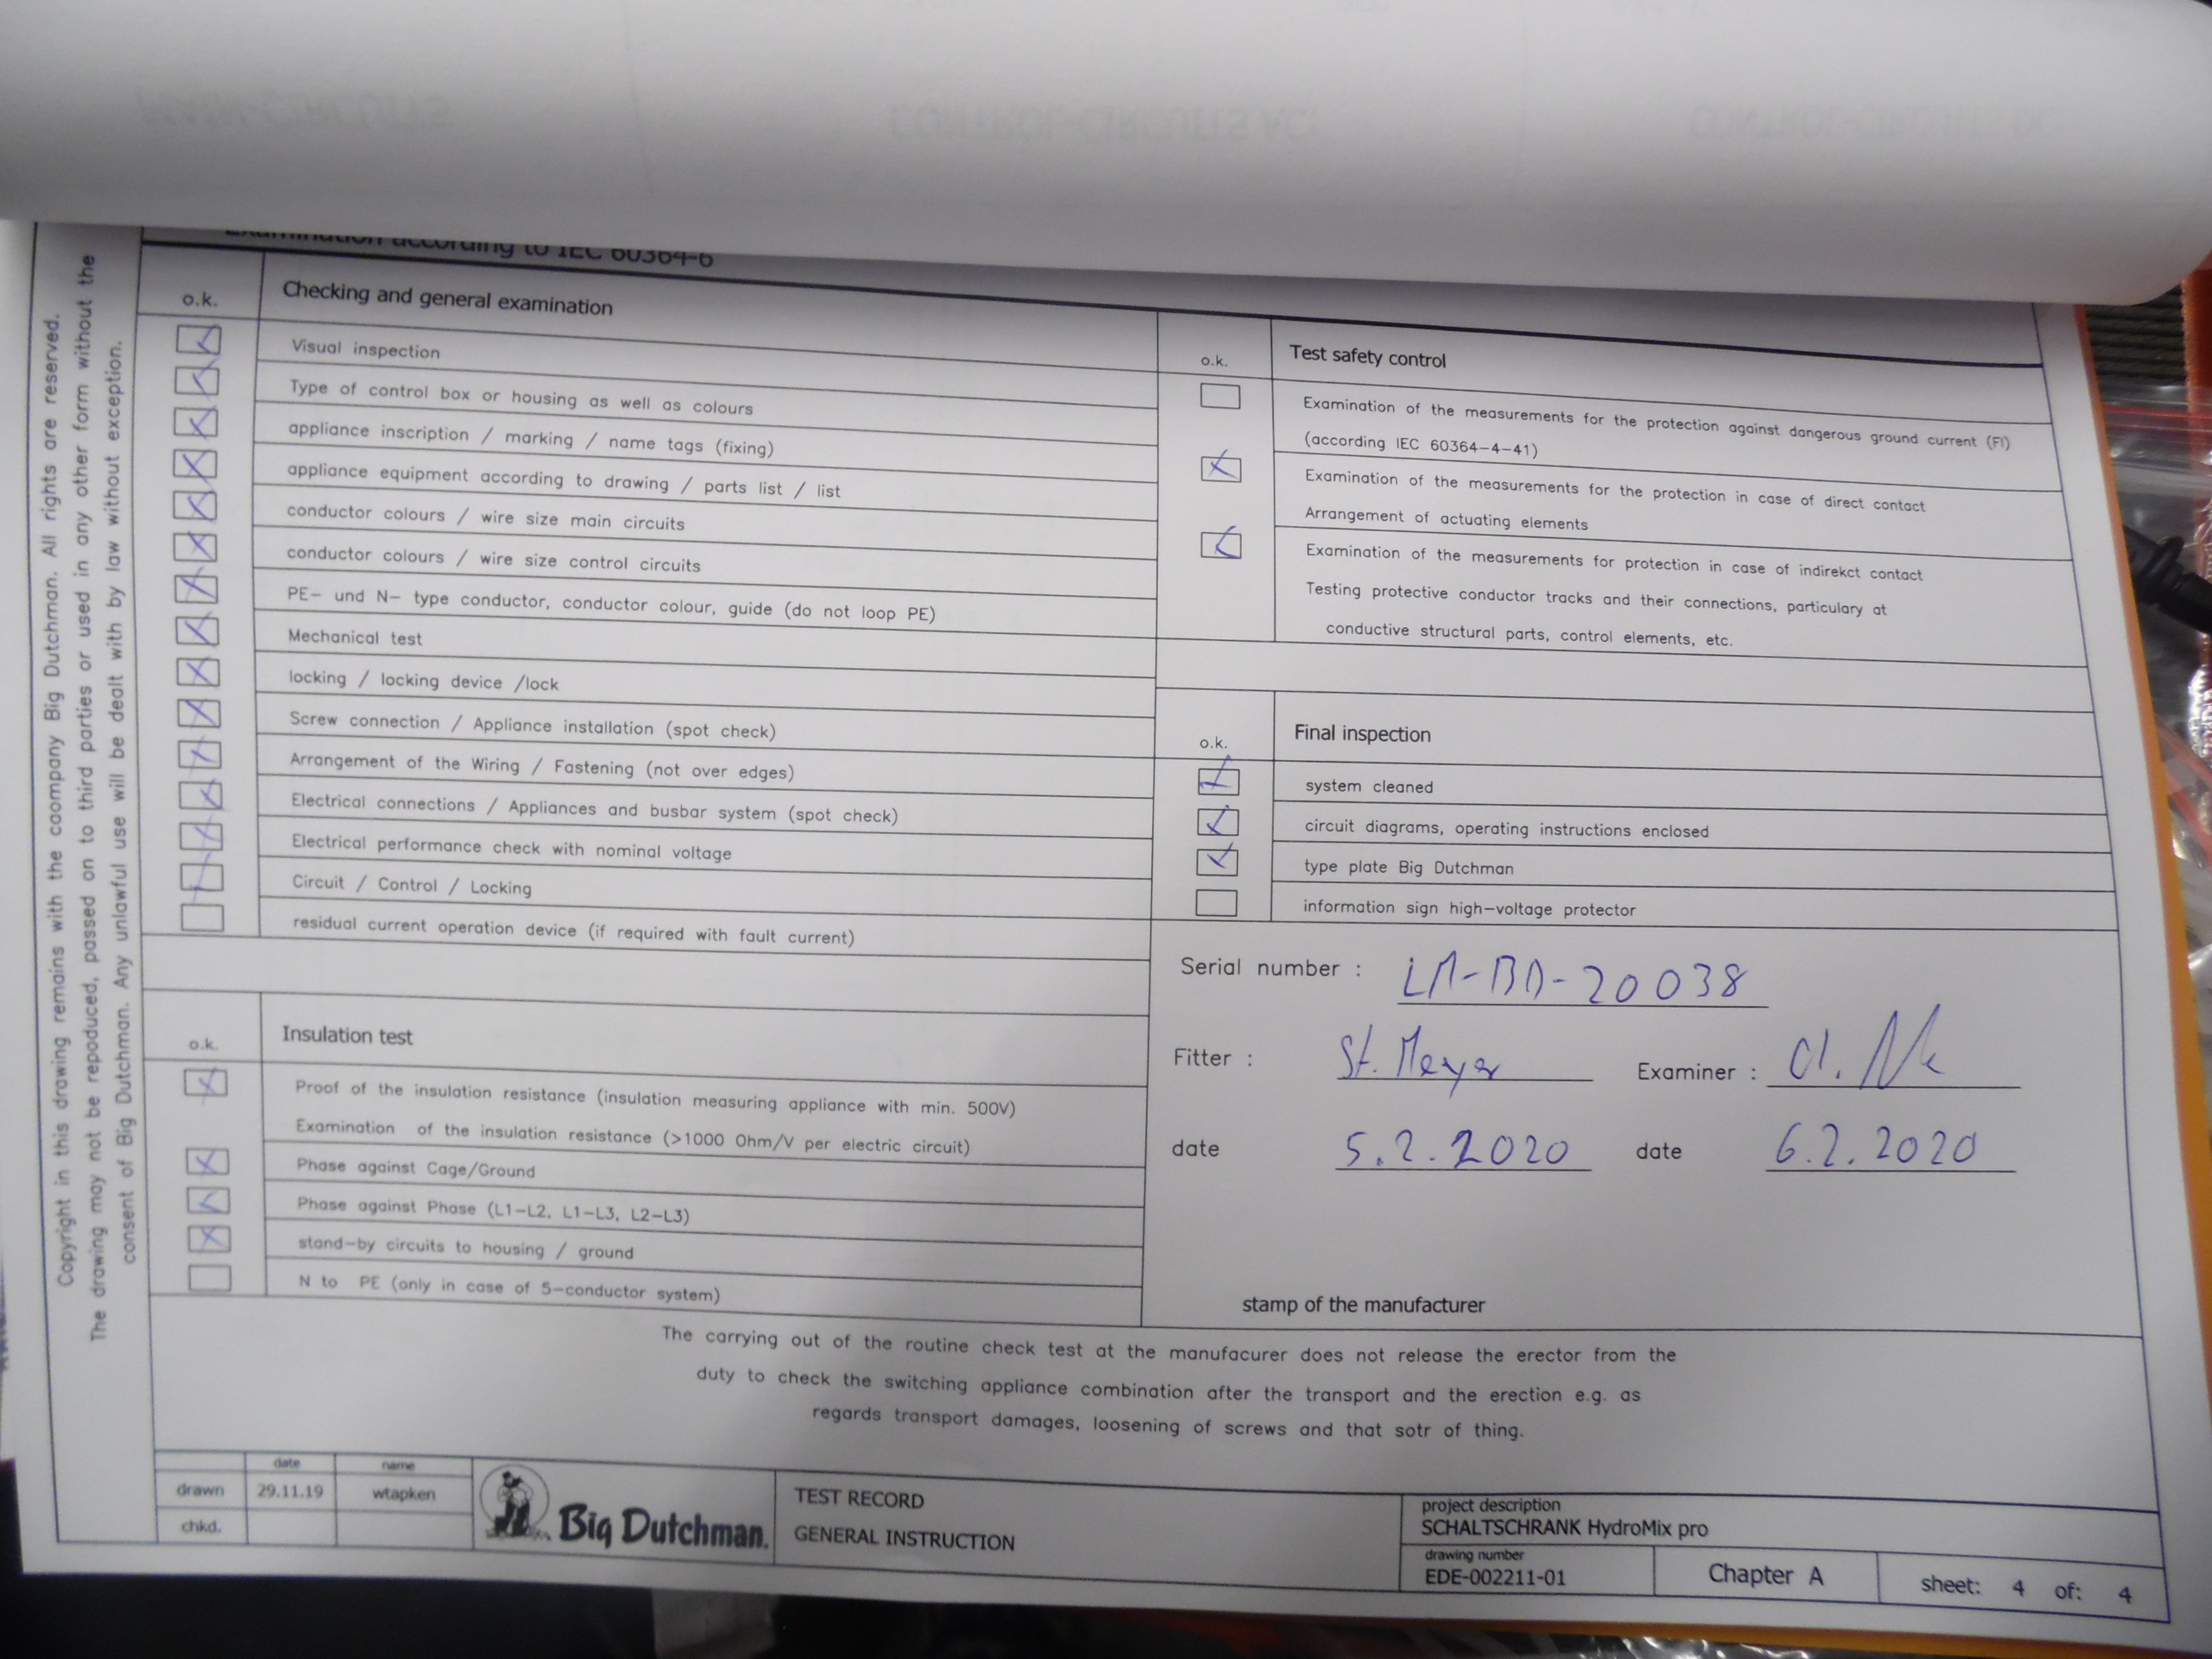 Examination according to IEC 60364-6
o.k.
Checking and general examination
Visual inspection
Type of control box or housing as well as colours
appliance inscription / marking / name tags (fixing)
appliance equipment according to drawing / parts list / list
conductor colours / wire size main circuits
conductor colours / wire size control circuits
PE- und N- type conductor, conductor colour, guide (do not loop PE)
Mechanical test
locking / locking device /lock
Screw connection / Appliance installation (spot check)
Arrangement of the Wiring / Fastening (not over edges)
Electrical connections / Appliances and busbar system (spot check)
Electrical performance check with nominal voltage
Circuit / Control / Locking
residual current operation device (if required with fault current)
o.k.
Insulation test
Proof of the insulation resistance (insulation measuring appliance with min. 500V)
Examination of the insulation resistance (>1000 Ohm/V per electric circuit)
Phase against Cage/Ground
Phase against Phase (L1-L2, L1-L3, L2-L3)
stand-by circuits to housing / ground
N to PE (only in case of 5-conductor system)
o.k.
Test safety control
Examination of the measurements for the protection against dangerous ground current (FI)
(according IEC 60364-4-41)
Examination of the measurements for the protection in case of direct contact
Arrangement of actuating elements
Examination of the measurements for protection in case of indirekct contact
Testing protective conductor tracks and their connections, particulary at
conductive structural parts, control elements, etc.
o.k.
Final inspection
system cleaned
circuit diagrams, operating instructions enclosed
type plate Big Dutchman
information sign high-voltage protector
Serial number : LA-BD-20038
Fitter : St. Meyer Examiner :
date 5.2.2020 date 6.2.2020
stamp of the manufacturer
The carrying out of the routine check test at the manufacurer does not release the erector from the
duty to check the switching appliance combination after the transport and the erection e.g. as
regards transport damages, loosening of screws and that sotr of thing.
date name
drawn 29.11.19 wtapken
chkd.
Big Dutchman.
TEST RECORD
GENERAL INSTRUCTION
project description
SCHALTSCHRANK HydroMix pro
drawing number
EDE-002211-01
Chapter A
sheet: 4 of: 4
Copyright in this drawing remains with the caompany Big Dutchman. All rights are reserved.
The drawing may not be repoduced, passed on to third parties or used in any other form without the
consent of Big Dutchman. Any unlawful use will be dealt with by law without exception.